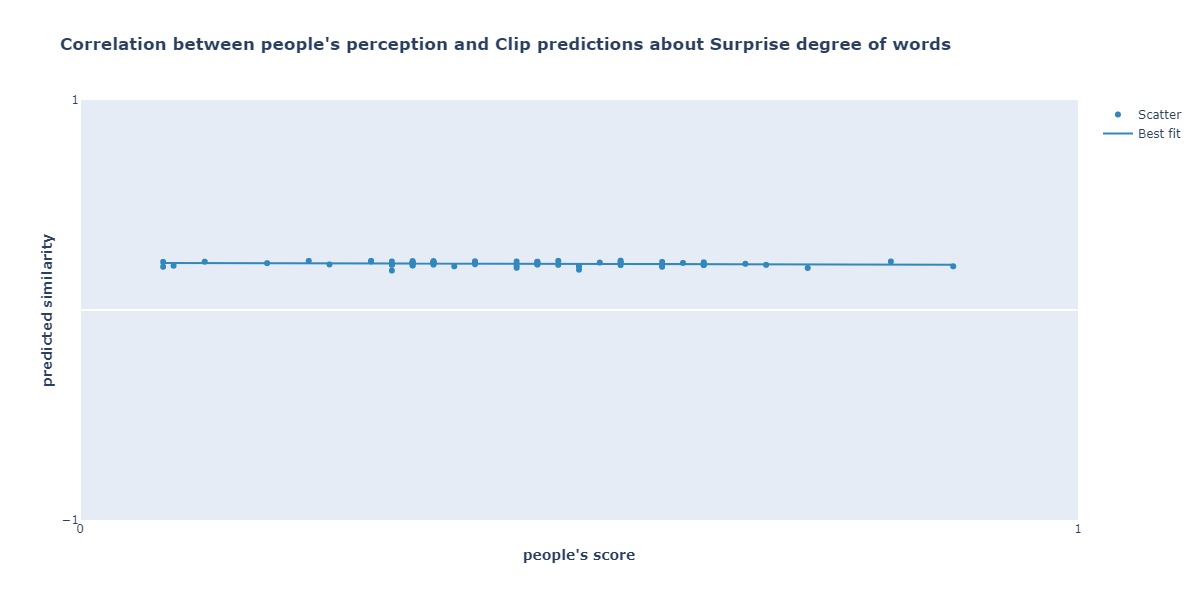 Correlation between people's perception and Clip predictions about Surprise degree of words
1
Scatter
Best fit
predicted similarity
−1
0
1
people's score